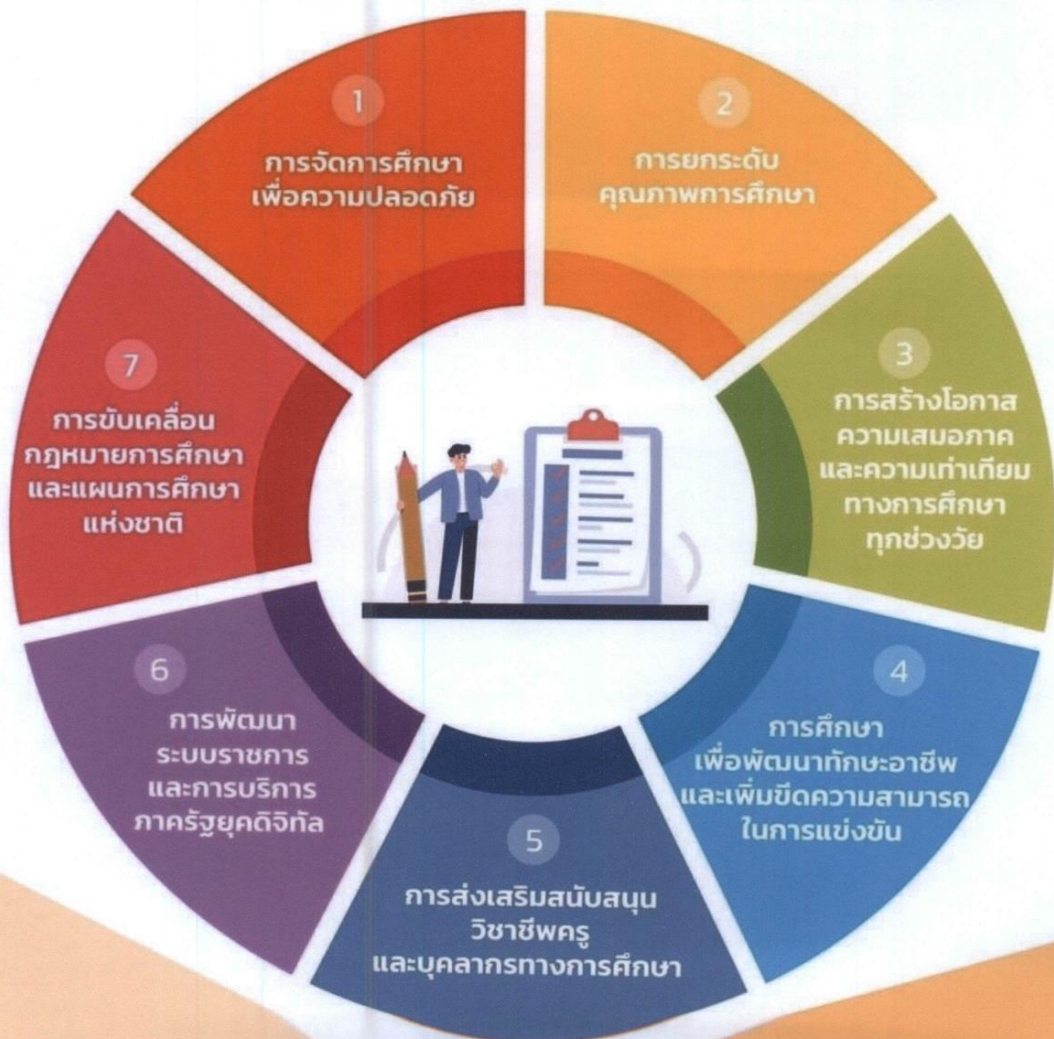 1
การจัดการศึกษา
เพื่อความปลอดภัย
2
การยกระดับ
คุณภาพการศึกษา
3
การสร้างโอกาส
ความเสมอภาค
และความเท่าเทียม
ทางการศึกษา
ทุกช่วงวัย
4
การศึกษา
เพื่อพัฒนาทักษะอาชีพ
และเพิ่มขีดความสามารถ
ในการแข่งขัน
5
การส่งเสริมสนับสนุน
วิชาชีพครู
และบุคลากรทางการศึกษา
6
การพัฒนา
ระบบราชการ
และการบริการ
ภาครัฐยุคดิจิทัล
7
การขับเคลื่อน
กฎหมายการศึกษา
และแผนการศึกษา
แห่งชาติ